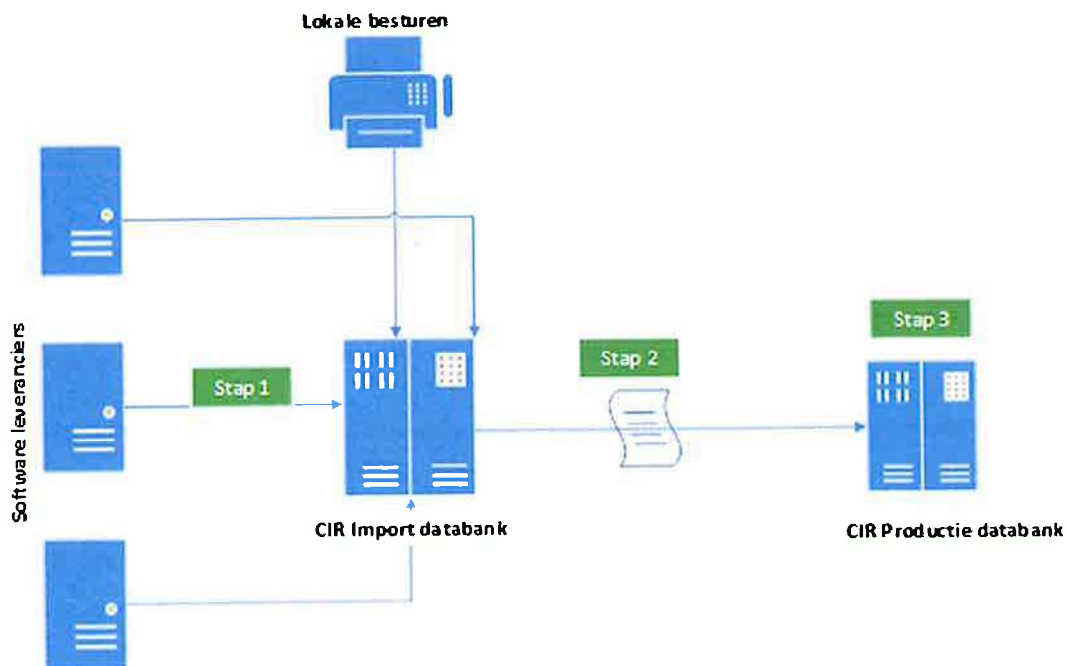 Lokale besturen
Software leveranciers
Stap 1
Stap 2
Stap 3
CIR Import databank
CIR Productie databank